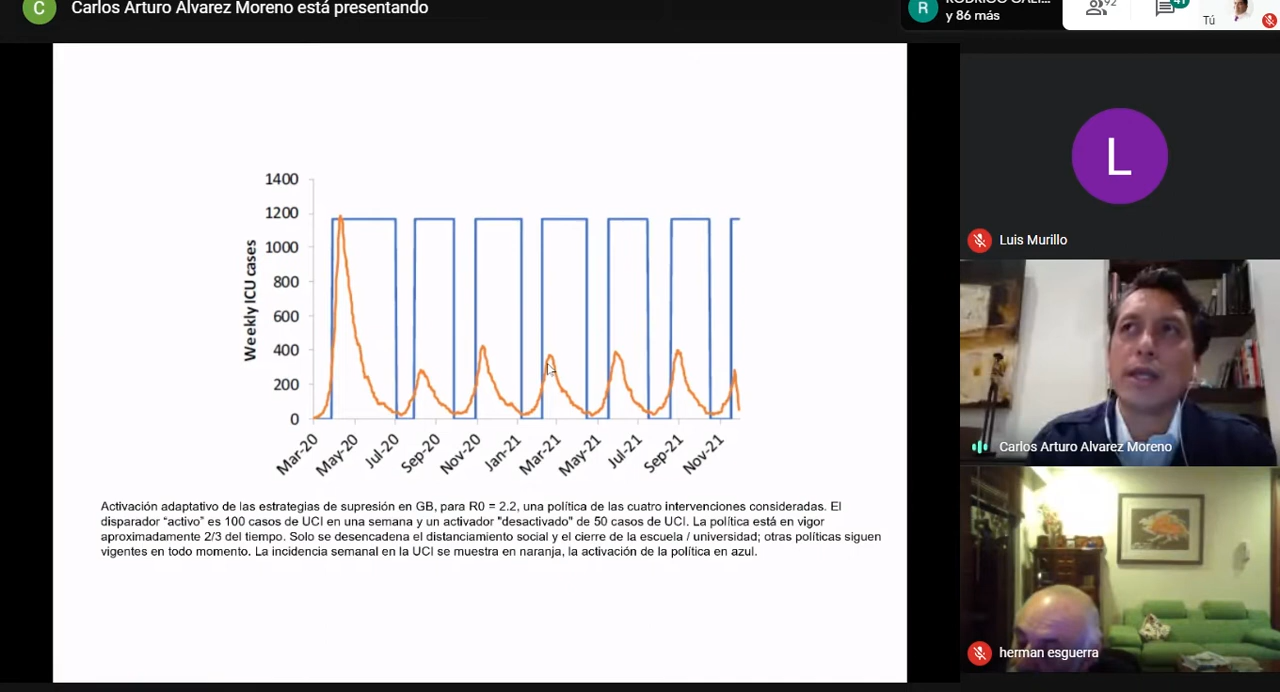 C
Carlos Arturo Alvarez Moreno está presentando
R
y 86 más
92
41
Tú
1400
1200
1000
800
600
400
200
0
Weekly ICU cases
Mar-20
May-20
Jul-20
Sep-20
Nov-20
Jan-21
Mar-21
May-21
Jul-21
Sep-21
Nov-21
Activación adaptativo de las estrategias de supresión en GB, para R0 = 2.2, una política de las cuatro intervenciones consideradas. El
disparador “activo” es 100 casos de UCI en una semana y un activador "desactivado" de 50 casos de UCI. La política está en vigor
aproximadamente 2/3 del tiempo. Solo se desencadena el distanciamiento social y el cierre de la escuela / universidad; otras políticas siguen
vigentes en todo momento. La incidencia semanal en la UCI se muestra en naranja, la activación de la política en azul.
L
Luis Murillo
Carlos Arturo Alvarez Moreno
herman esguerra